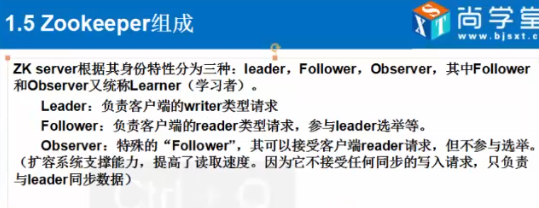 1.5 Zookeeper组成
SXT
尚学堂
www.bjsxt.com
ZK server根据其身份特性分为三种：leader，Follower，Observer，其中Follower
和Observer又统称Learner（学习者）。
Leader：负责客户端的writer类型请求
Follower：负责客户端的reader类型请求，参与leader选举等。
Observer：特殊的“Follower”，其可以接受客户端reader请求，但不参与选举。
（扩容系统支撑能力，提高了读取速度。因为它不接受任何同步的写入请求，只负责
与leader同步数据）
Ctrl + Q